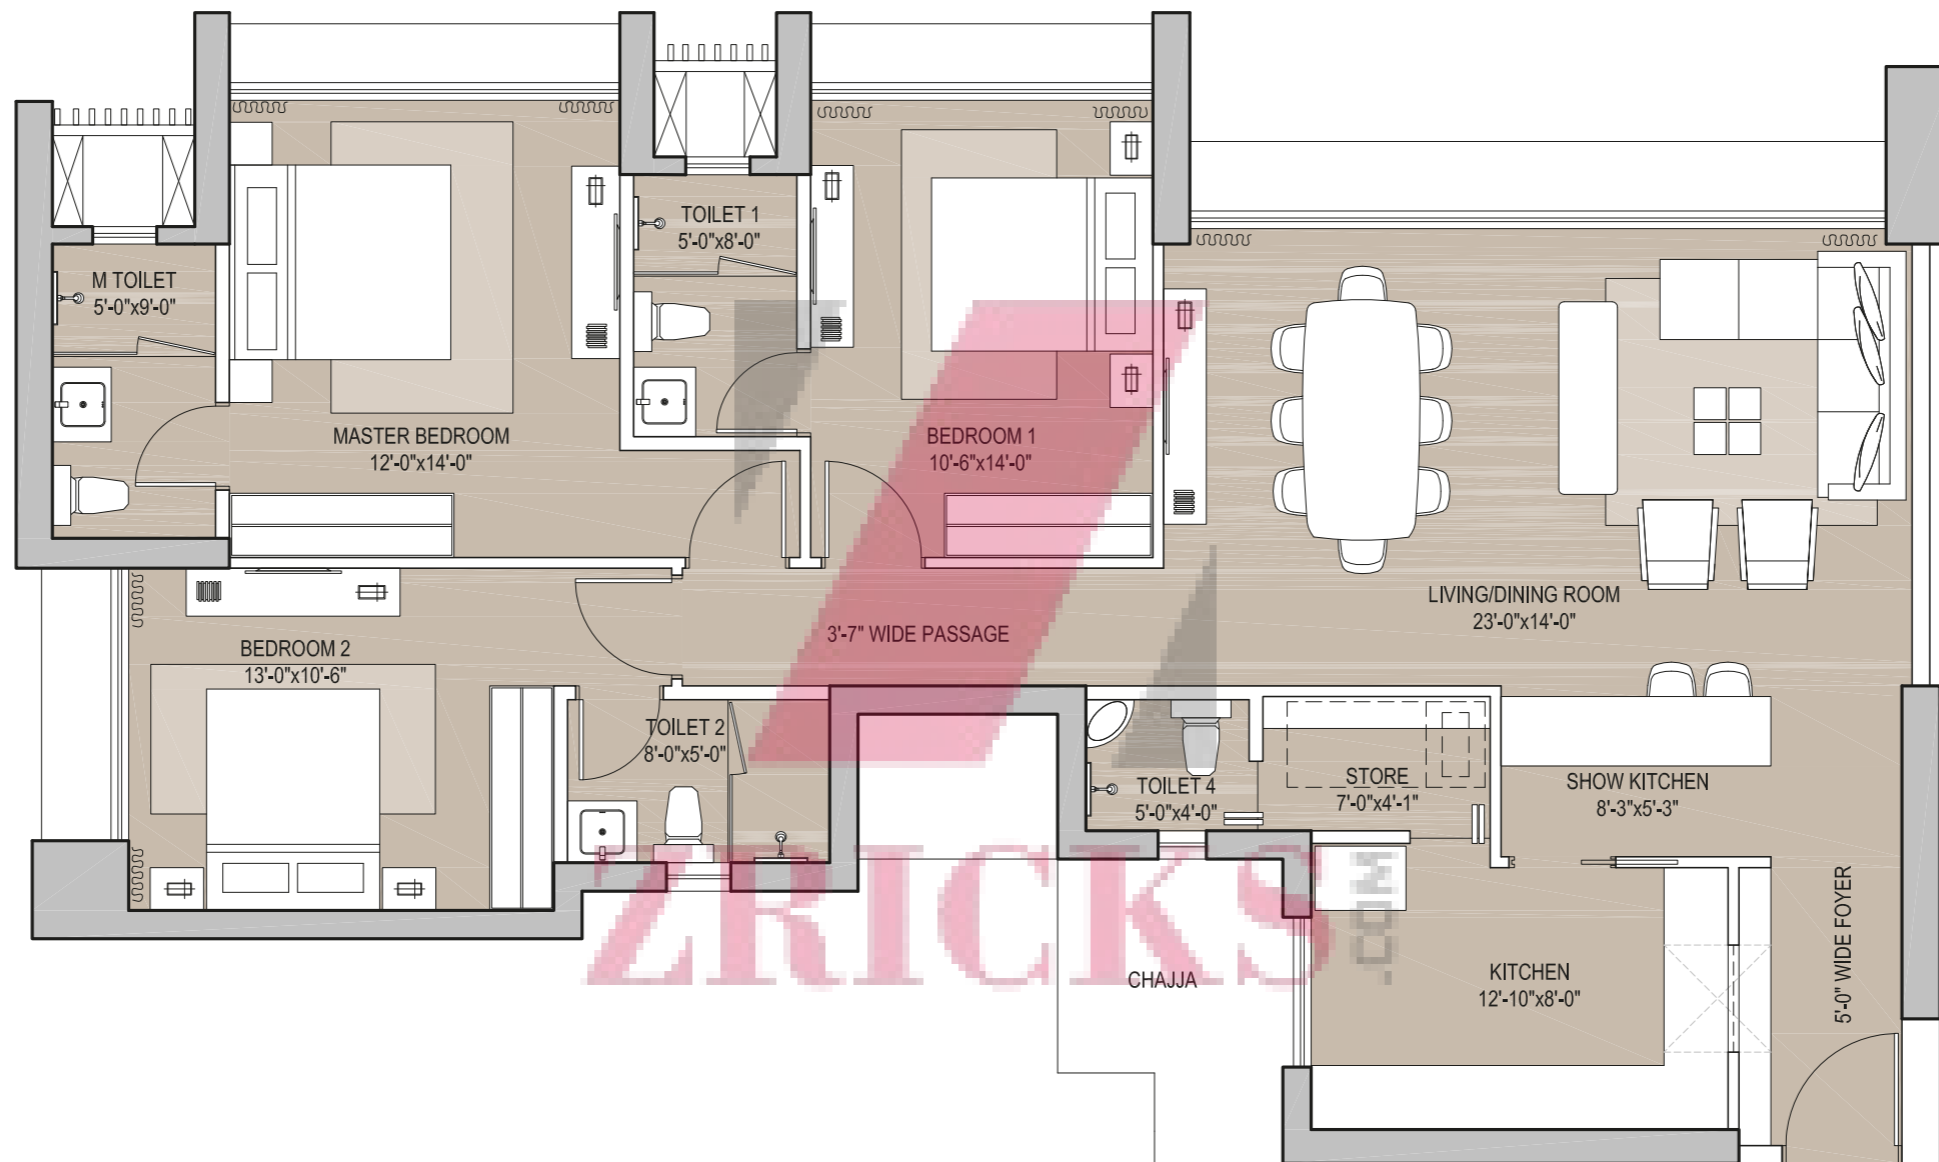 TOILET 1
5'-0"x8'-0"
M TOILET
5'-0"x9'-0"
MASTER BEDROOM
12'-0"x14'-0"
BEDROOM 1
10'-6"x14'-0"
LIVING/DINING ROOM
23'-0"x14'-0"
3'-7" WIDE PASSAGE
BEDROOM 2
13'-0"x10'-6"
TOILET 2
8'-0"x5'-0"
TOILET 4
5'-0"x4'-0"
STORE
7'-0"x4'-1"
SHOW KITCHEN
8'-3"x5'-3"
ZRICKS
.COM
CHAJJA
KITCHEN
12'-10"x8'-0"
5'-0" WIDE FOYER